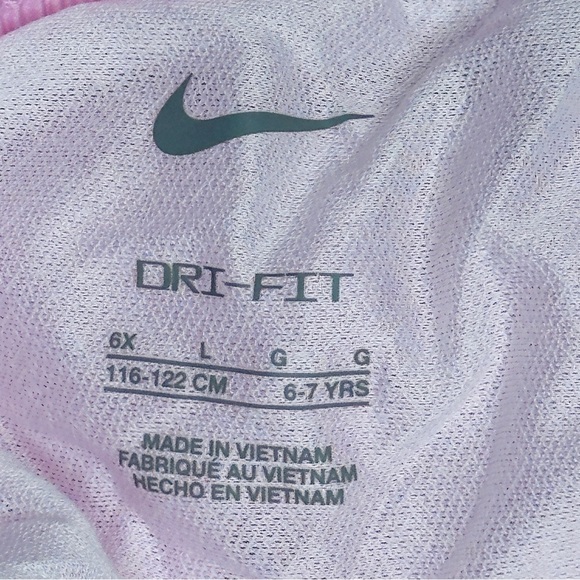 DRI-FIT
6X L G G
116-122 CM 6-7 YRS
MADE IN VIETNAM
FABRIQUÉ AU VIETNAM
HECHO EN VIETNAM